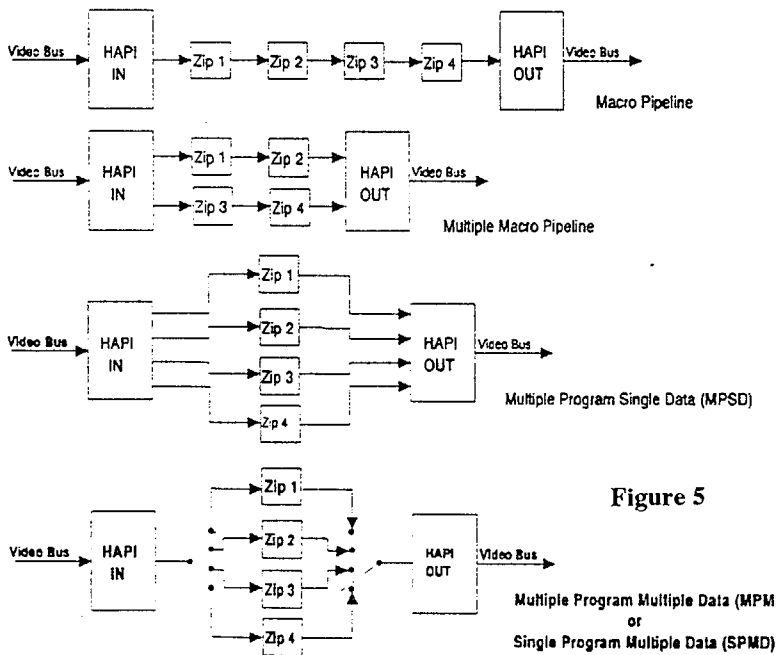 Video Bus
HAPI
IN
Zip 1
Zip 2
Zip 3
Zip 4
HAPI
OUT
Video Bus
Macro Pipeline
Video Bus
HAPI
IN
Zip 1
Zip 2
Zip 3
Zip 4
HAPI
OUT
Video Bus
Multiple Macro Pipeline
Video Bus
HAPI
IN
Zip 1
Zip 2
Zip 3
Zip 4
HAPI
OUT
Video Bus
Multiple Program Single Data (MPSD)
Video Bus
HAPI
IN
Zip 1
Zip 2
Zip 3
Zip 4
HAPI
OUT
Video Bus
Figure 5
Multiple Program Multiple Data (MPM
or
Single Program Multiple Data (SPMD)